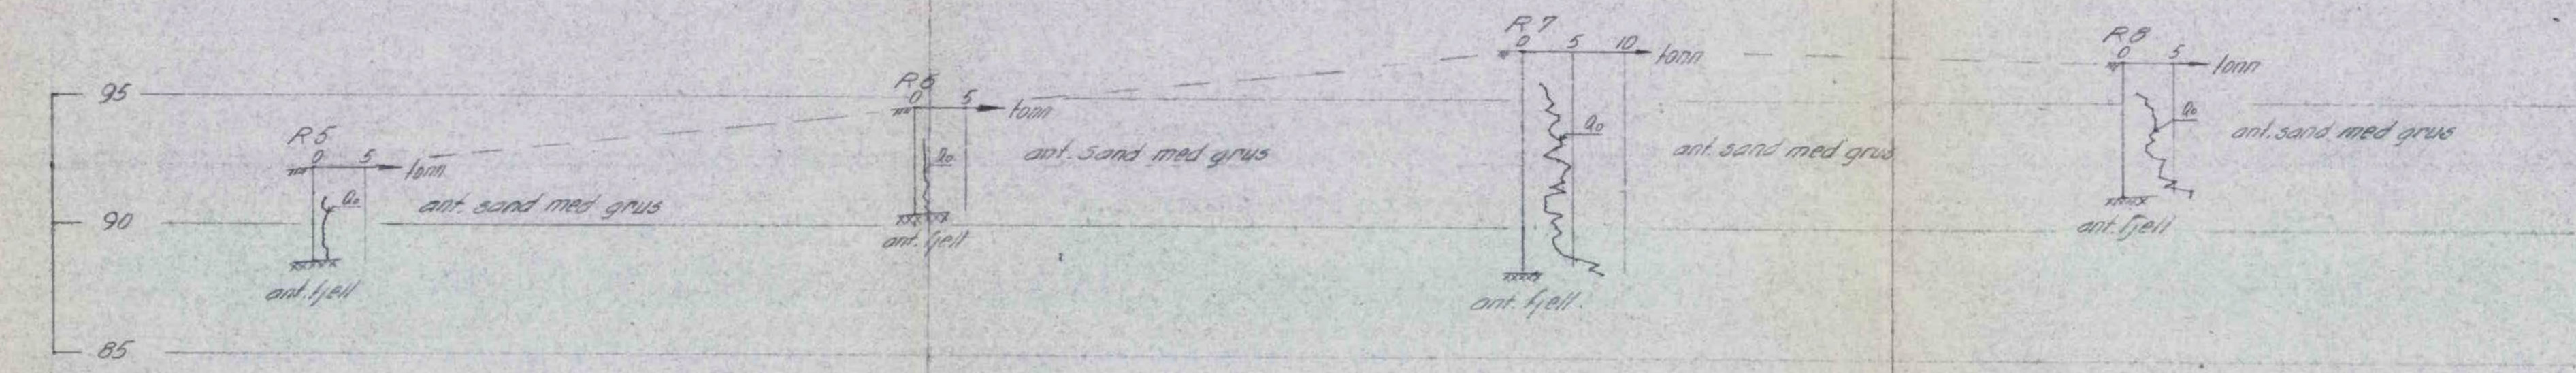 95
90
85
R5
0 5 tonn
Q0
ant. sand med grus
ant. fjell
R6
0 5 tonn
Q0
ant. sand med grus
ant. fjell
R7
0 5 10 tonn
Q0
ant. sand med grus
ant. fjell.
R8
0 5 tonn
Q0
ant. sand med grus
ant. fjell